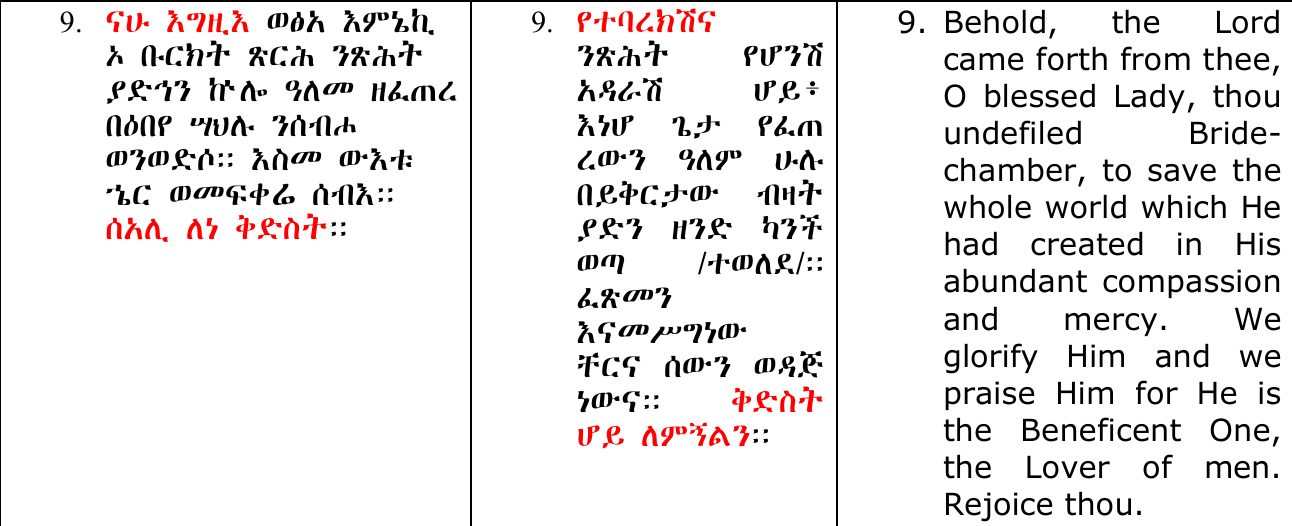 9. ናሁ እግዚእ ወፅአ እምኔኪ
ኦ ቡርክት ጽርሕ ንጽሕት
ያድኅን ኵሎ ዓለመ ዘፈጠረ
በዕበየ ሣህሉ ንሰብሖ
ወንወድሶ፡፡ እስመ ውእቱ
ኄር ወመፍቀሬ ሰብእ፡፡
ሰአሊ ለነ ቅድስት፡፡
9. የተባረክሽና
ንጽሕት የሆንሽ
አዳራሽ ሆይ፥
እነሆ ጌታ የፈጠ
ረውን ዓለም ሁሉ
በይቅርታው ብዛት
ያድን ዘንድ ካንች
ወጣ /ተወለደ/፡፡
ፈጽመን
እናመሥግነው
ቸርና ሰውን ወዳጅ
ነውና፡፡ ቅድስት
ሆይ ለምኝልን፡፡
9. Behold, the Lord
came forth from thee,
O blessed Lady, thou
undefiled Bride-
chamber, to save the
whole world which He
had created in His
abundant compassion
and mercy. We
glorify Him and we
praise Him for He is
the Beneficent One,
the Lover of men.
Rejoice thou.